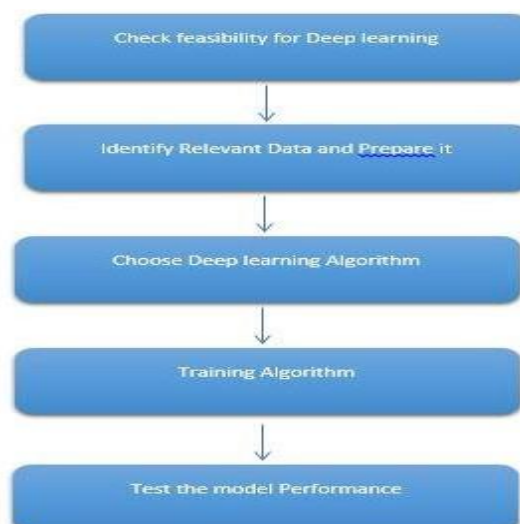 Check feasibility for Deep learning
Identify Relevant Data and Prepare it
Choose Deep learning Algorithm
Training Algorithm
Test the model Performance